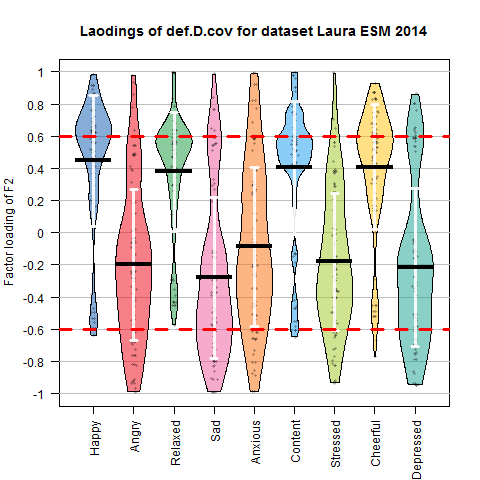 Laodings of def.D.cov for dataset Laura ESM 2014
Factor loading of F2
1
0.8
0.6
0.4
0.2
0
-0.2
-0.4
-0.6
-0.8
-1
Happy
Angry
Relaxed
Sad
Anxious
Content
Stressed
Cheerful
Depressed